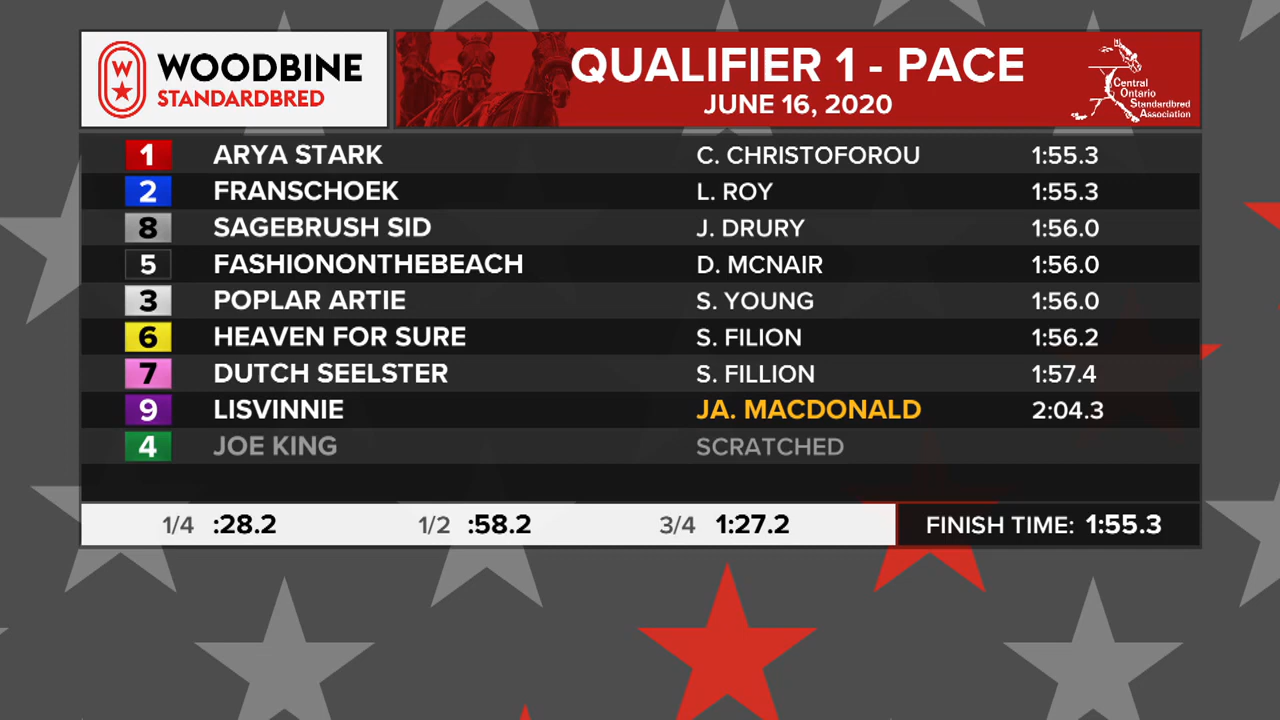 W
WOODBINE
STANDARDBRED
QUALIFIER 1 - PACE
JUNE 16, 2020
Central
Ontario
Standardbred
Association
1 ARYA STARK C. CHRISTOFOROU 1:55.3
2 FRANSCHOEK L. ROY 1:55.3
8 SAGEBRUSH SID J. DRURY 1:56.0
5 FASHIONONTHEBEACH D. MCNAIR 1:56.0
3 POPLAR ARTIE S. YOUNG 1:56.0
6 HEAVEN FOR SURE S. FILION 1:56.2
7 DUTCH SEELSTER S. FILLION 1:57.4
9 LISVINNIE JA. MACDONALD 2:04.3
4 JOE KING SCRATCHED
1/4 :28.2 1/2 :58.2 3/4 1:27.2 FINISH TIME: 1:55.3